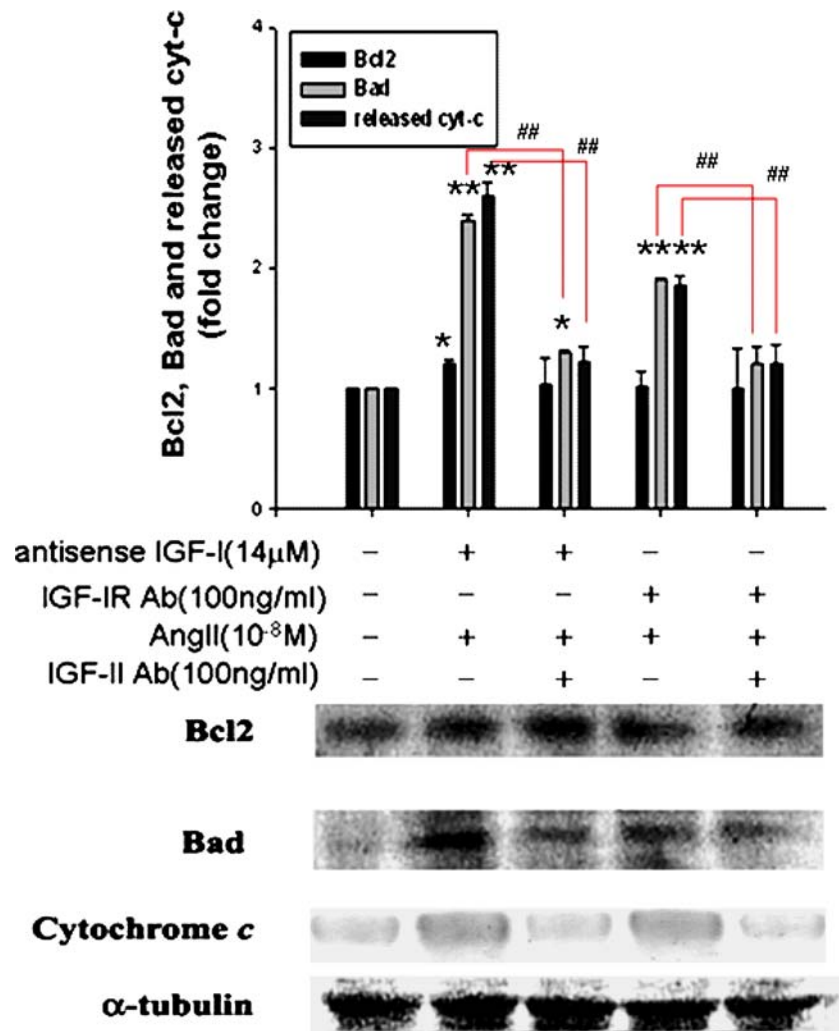 Bcl2, Bad and released cyt-c
(fold change)
4
3
2
1
0
Bcl2
Bad
released cyt-c
## ## ## ##
* ** ** * ** **
antisense IGF-I(14μM) – + + – –
IGF-IR Ab(100ng/ml) – – – + +
AngII(10⁻⁸M) – + + + +
IGF-II Ab(100ng/ml) – – + – +
Bcl2
Bad
Cytochrome c
α-tubulin